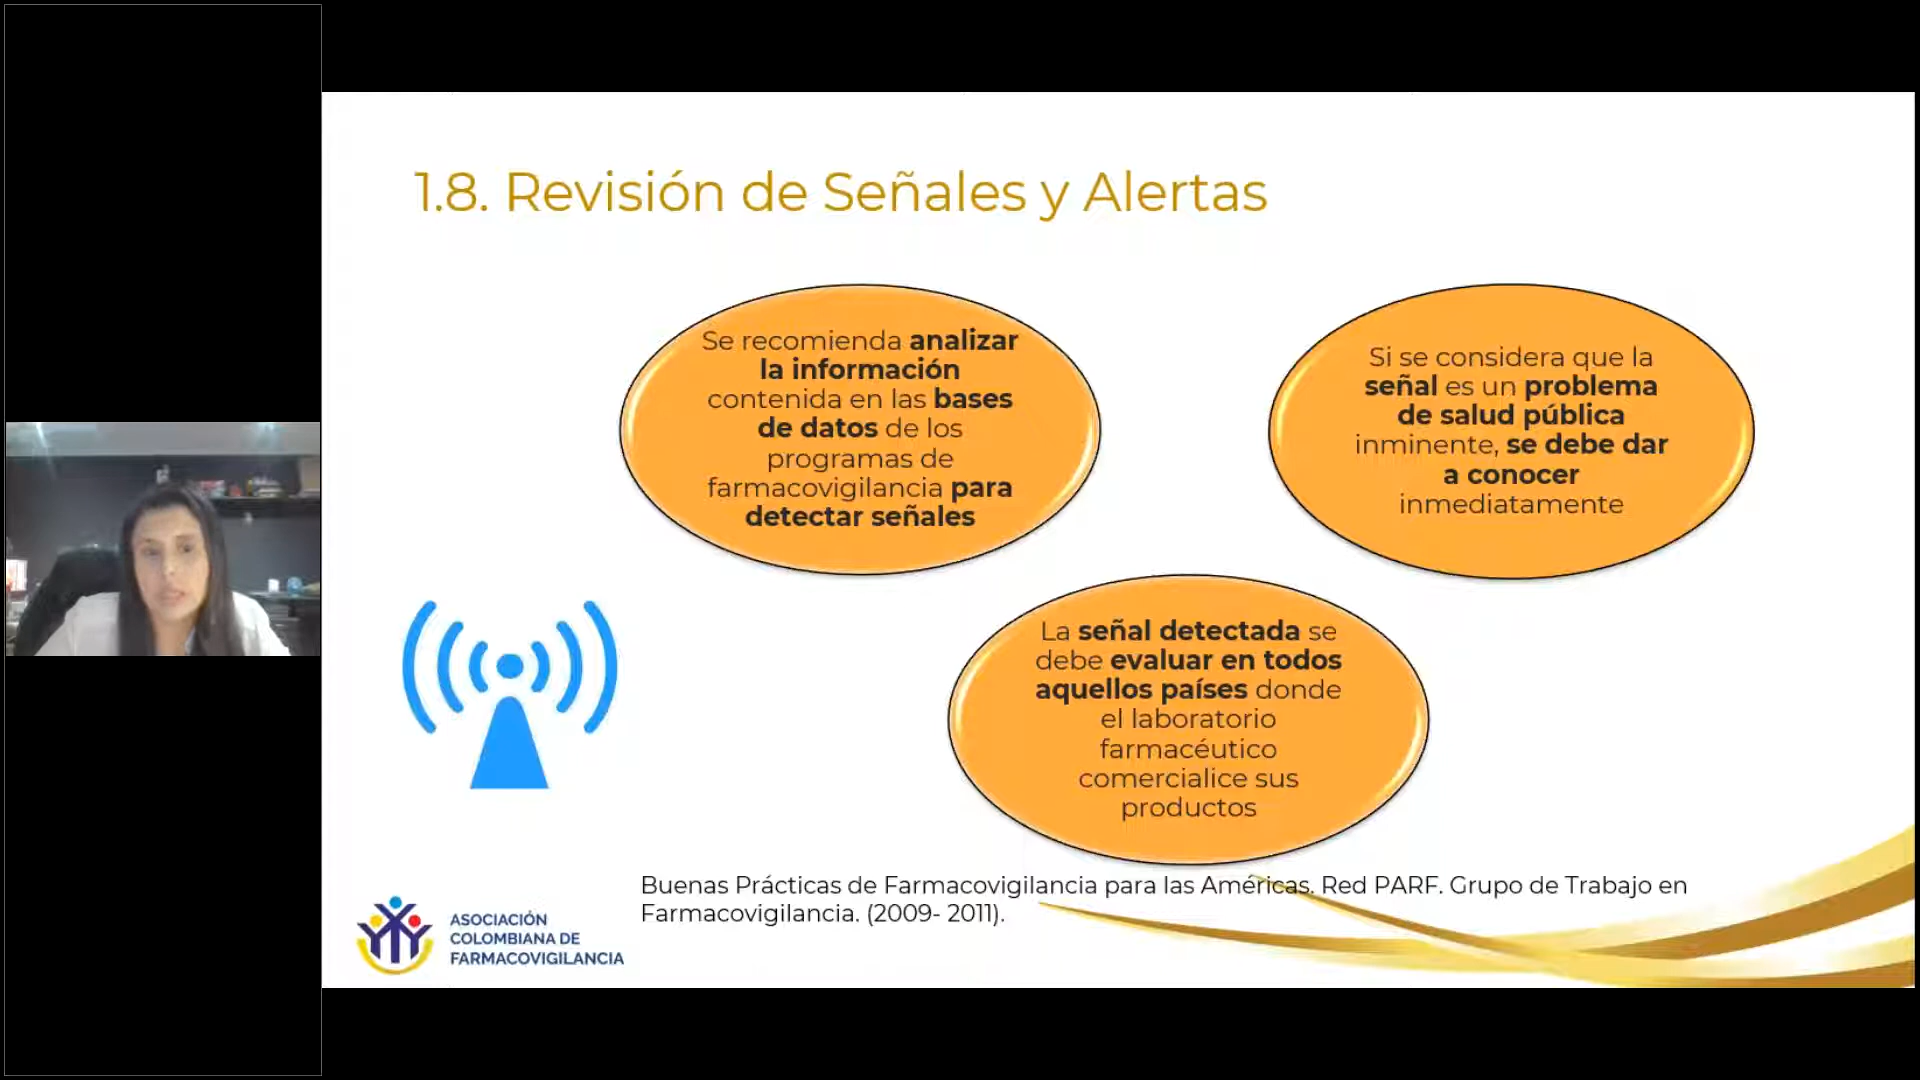 1.8. Revisión de Señales y Alertas
Se recomienda analizar
la información
contenida en las bases
de datos de los
programas de
farmacovigilancia para
detectar señales
Si se considera que la
señal es un problema
de salud pública
inminente, se debe dar
a conocer
inmediatamente
La señal detectada se
debe evaluar en todos
aquellos países donde
el laboratorio
farmacéutico
comercialice sus
productos
Buenas Prácticas de Farmacovigilancia para las Américas. Red PARF. Grupo de Trabajo en
Farmacovigilancia. (2009- 2011).
ASOCIACIÓN
COLOMBIANA DE
FARMACOVIGILANCIA